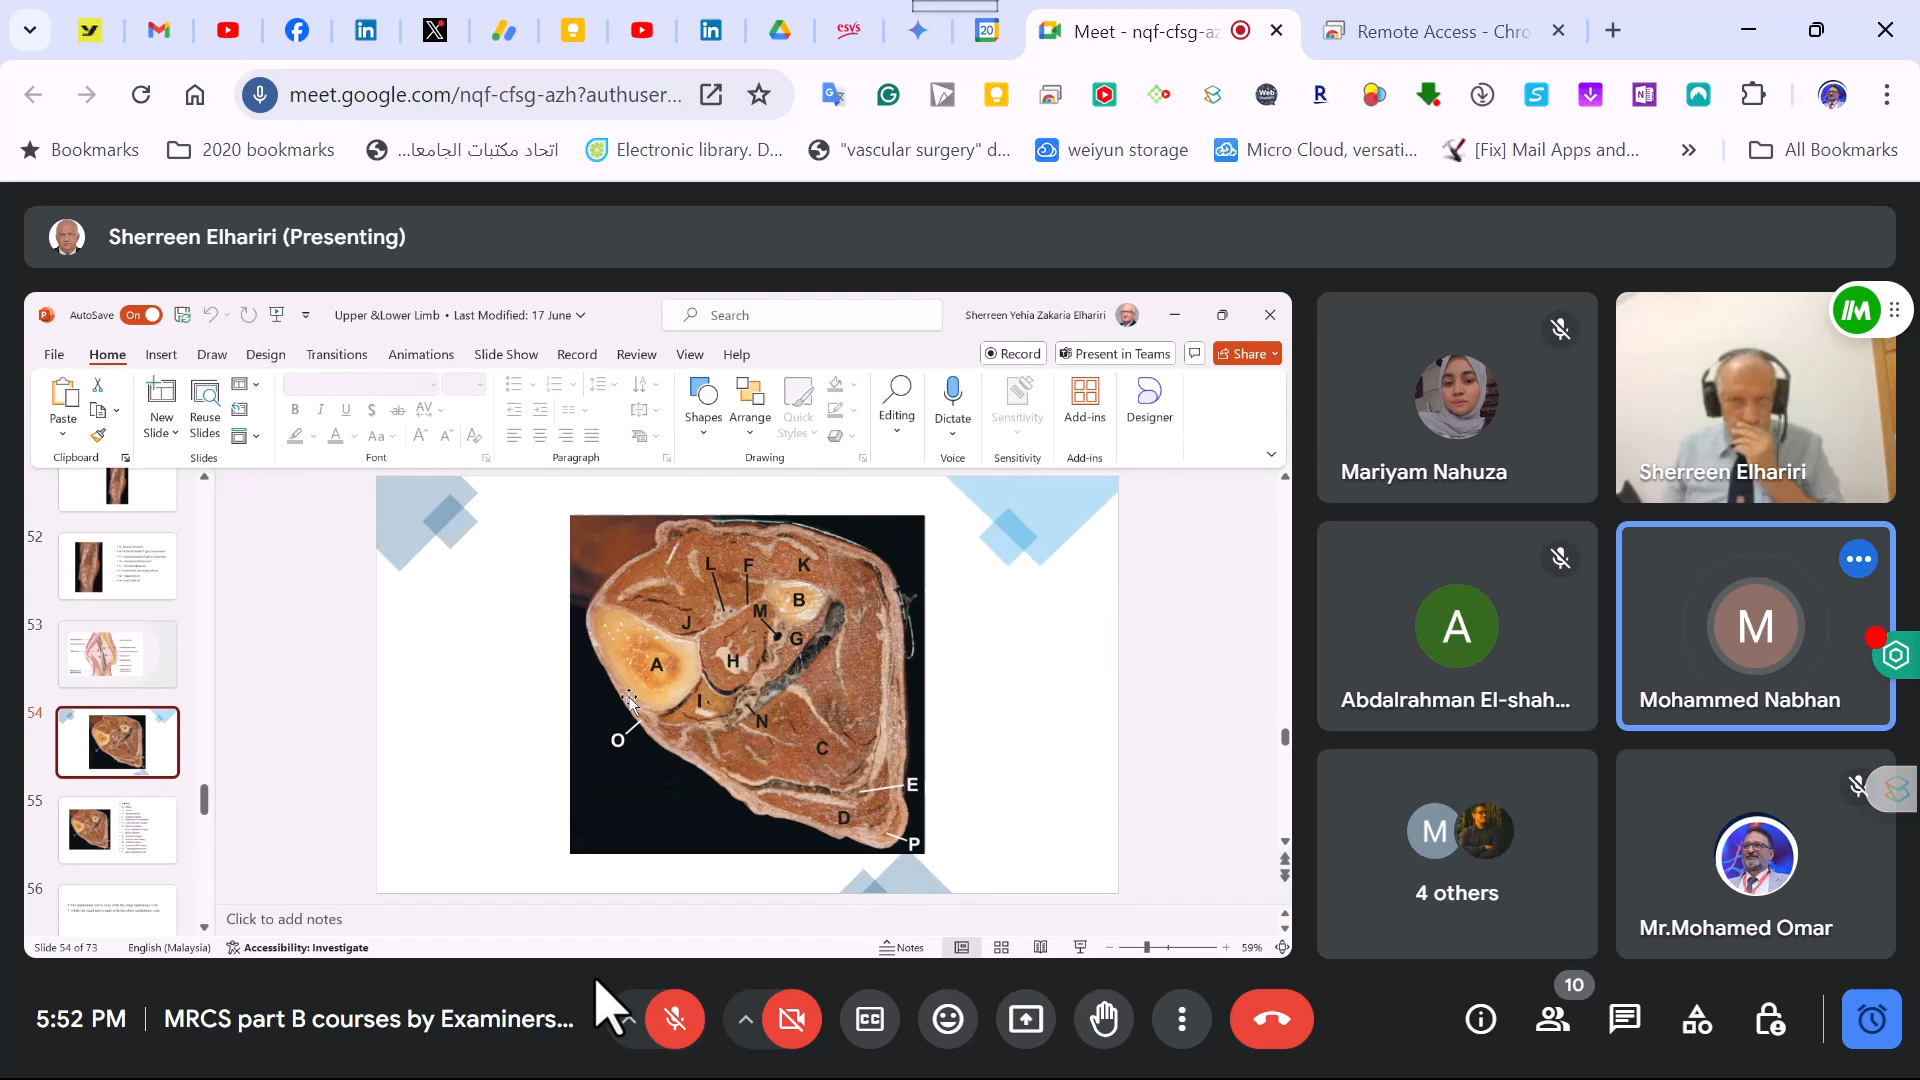 esvs
20
Meet - nqf-cfsg-az
Remote Access - Chro
meet.google.com/nqf-cfsg-azh?authuser...
Bookmarks
2020 bookmarks
اتحاد مكتبات الجامعا...
Electronic library. D...
"vascular surgery" d...
weiyun storage
Micro Cloud, versati...
[Fix] Mail Apps and...
All Bookmarks
Sherreen Elhariri (Presenting)
AutoSave
On
Upper &Lower Limb • Last Modified: 17 June
Search
Sherreen Yehia Zakaria Elhariri
File
Home
Insert
Draw
Design
Transitions
Animations
Slide Show
Record
Review
View
Help
Record
Present in Teams
Share
Paste
New Slide
Reuse Slides
Shapes
Arrange
Quick Styles
Editing
Dictate
Sensitivity
Add-ins
Designer
Clipboard
Slides
Font
Paragraph
Drawing
Voice
Sensitivity
Add-ins
52
53
54
55
56
L
F
K
B
M
J
G
H
A
I
N
O
C
E
D
P
Click to add notes
Slide 54 of 73
English (Malaysia)
Accessibility: Investigate
Notes
59%
Mariyam Nahuza
Sherreen Elhariri
A
Abdalrahman El-shah...
M
Mohammed Nabhan
M
4 others
Mr.Mohamed Omar
5:52 PM
MRCS part B courses by Examiners...
10